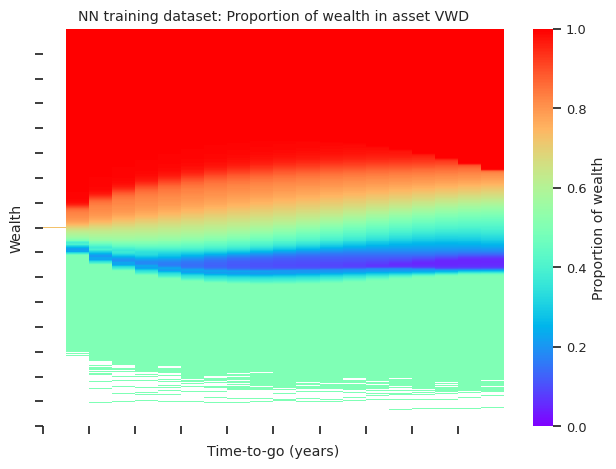 NN training dataset: Proportion of wealth in asset VWD
1.0
0.8
0.6
0.4
0.2
0.0
Wealth
Proportion of wealth
Time-to-go (years)